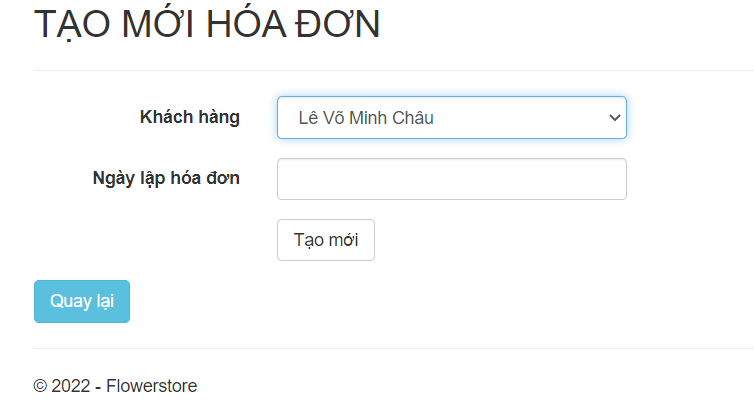 TẠO MỚI HÓA ĐƠN
Khách hàng
Lê Võ Minh Châu
Ngày lập hóa đơn
Tạo mới
Quay lại
© 2022 - Flowerstore